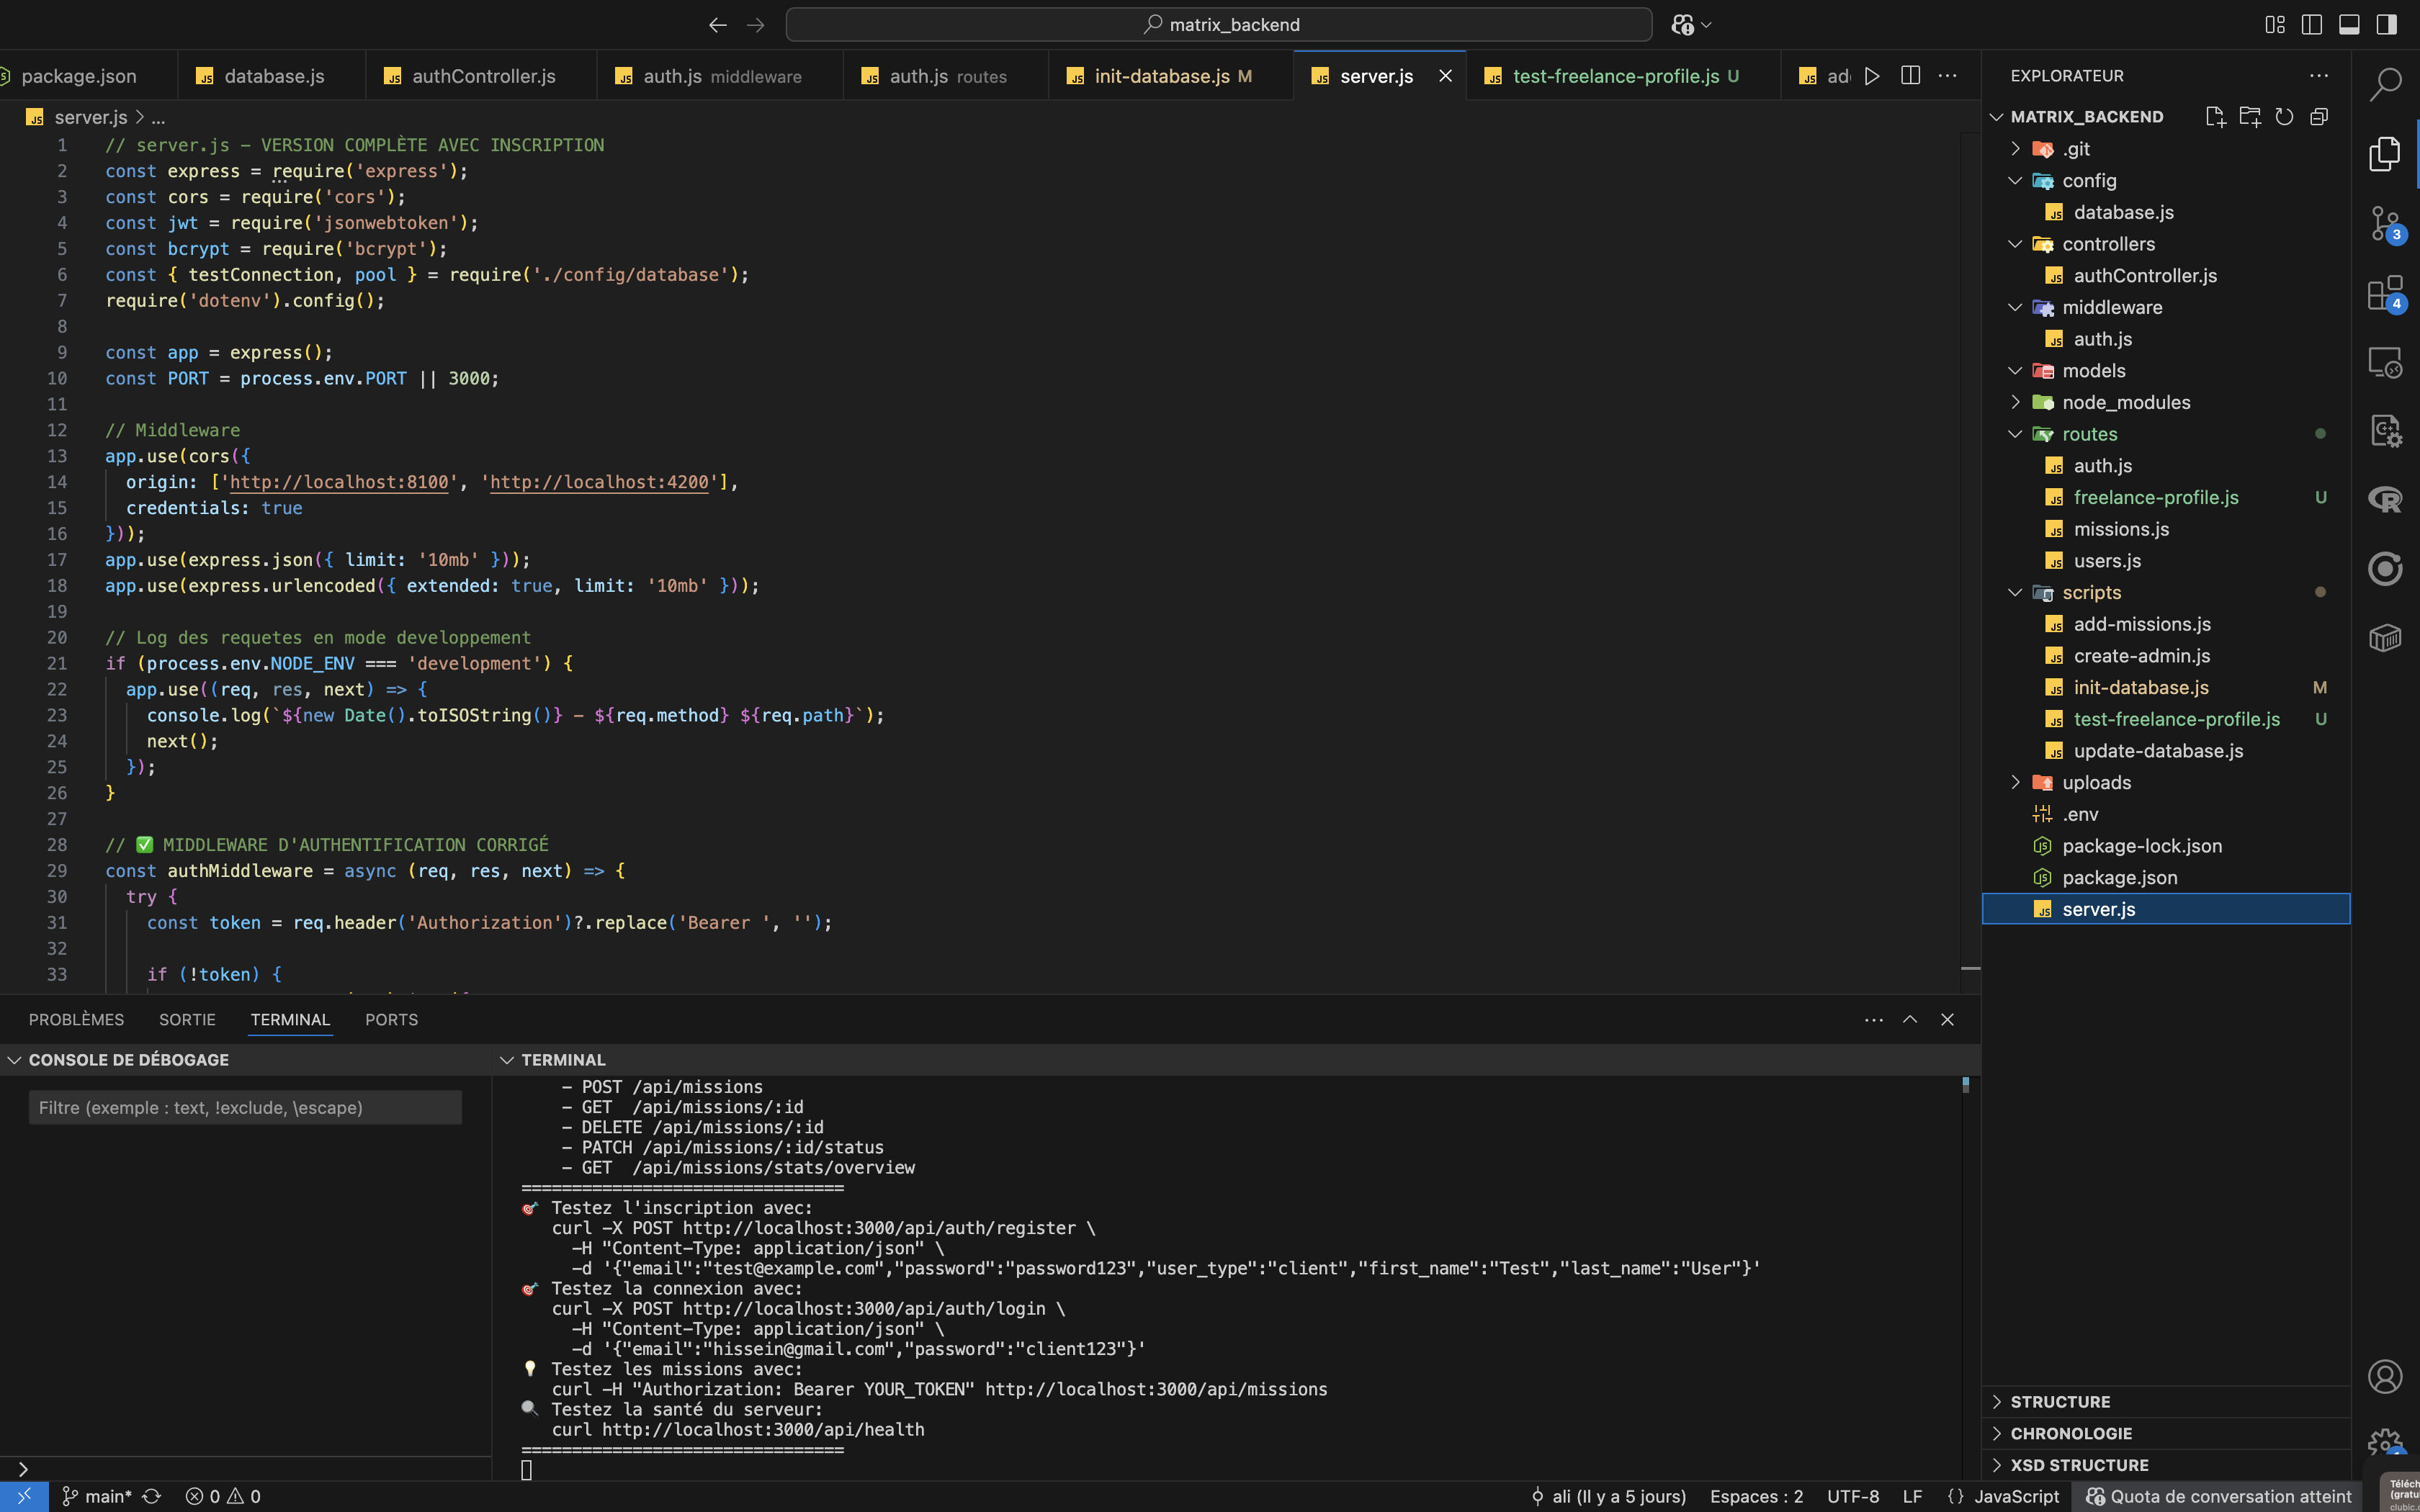 matrix_backend
package.json
database.js
authController.js
auth.js middleware
auth.js routes
init-database.js M
server.js
test-freelance-profile.js U
server.js > ...
1 // server.js – VERSION COMPLÈTE AVEC INSCRIPTION
2 const express = require('express');
3 const cors = require('cors');
4 const jwt = require('jsonwebtoken');
5 const bcrypt = require('bcrypt');
6 const { testConnection, pool } = require('./config/database');
7 require('dotenv').config();
8
9 const app = express();
10 const PORT = process.env.PORT || 3000;
11
12 // Middleware
13 app.use(cors({
14 origin: ['http://localhost:8100', 'http://localhost:4200'],
15 credentials: true
16 }));
17 app.use(express.json({ limit: '10mb' }));
18 app.use(express.urlencoded({ extended: true, limit: '10mb' }));
19
20 // Log des requetes en mode developpement
21 if (process.env.NODE_ENV === 'development') {
22 app.use((req, res, next) => {
23 console.log(`${new Date().toISOString()} – ${req.method} ${req.path}`);
24 next();
25 });
26 }
27
28 // ✅ MIDDLEWARE D'AUTHENTIFICATION CORRIGÉ
29 const authMiddleware = async (req, res, next) => {
30 try {
31 const token = req.header('Authorization')?.replace('Bearer ', '');
32
33 if (!token) {
PROBLÈMES
SORTIE
TERMINAL
PORTS
CONSOLE DE DÉBOGAGE
Filtre (exemple : text, !exclude, \escape)
TERMINAL
– POST /api/missions
– GET /api/missions/:id
– DELETE /api/missions/:id
– PATCH /api/missions/:id/status
– GET /api/missions/stats/overview
================================
🎯 Testez l'inscription avec:
curl –X POST http://localhost:3000/api/auth/register \
–H "Content–Type: application/json" \
–d '{"email":"test@example.com","password":"password123","user_type":"client","first_name":"Test","last_name":"User"}'
🎯 Testez la connexion avec:
curl –X POST http://localhost:3000/api/auth/login \
–H "Content–Type: application/json" \
–d '{"email":"hissein@gmail.com","password":"client123"}'
💡 Testez les missions avec:
curl –H "Authorization: Bearer YOUR_TOKEN" http://localhost:3000/api/missions
🔍 Testez la santé du serveur:
curl http://localhost:3000/api/health
================================
EXPLORATEUR
MATRIX_BACKEND
.git
config
database.js
controllers
authController.js
middleware
auth.js
models
node_modules
routes
auth.js
freelance-profile.js U
missions.js
users.js
scripts
add-missions.js
create-admin.js
init-database.js M
test-freelance-profile.js U
update-database.js
uploads
.env
package-lock.json
package.json
server.js
STRUCTURE
CHRONOLOGIE
XSD STRUCTURE
3
4
main*
0
0
ali (Il y a 5 jours)
Espaces : 2
UTF-8
LF
{} JavaScript
Quota de conversation atteint